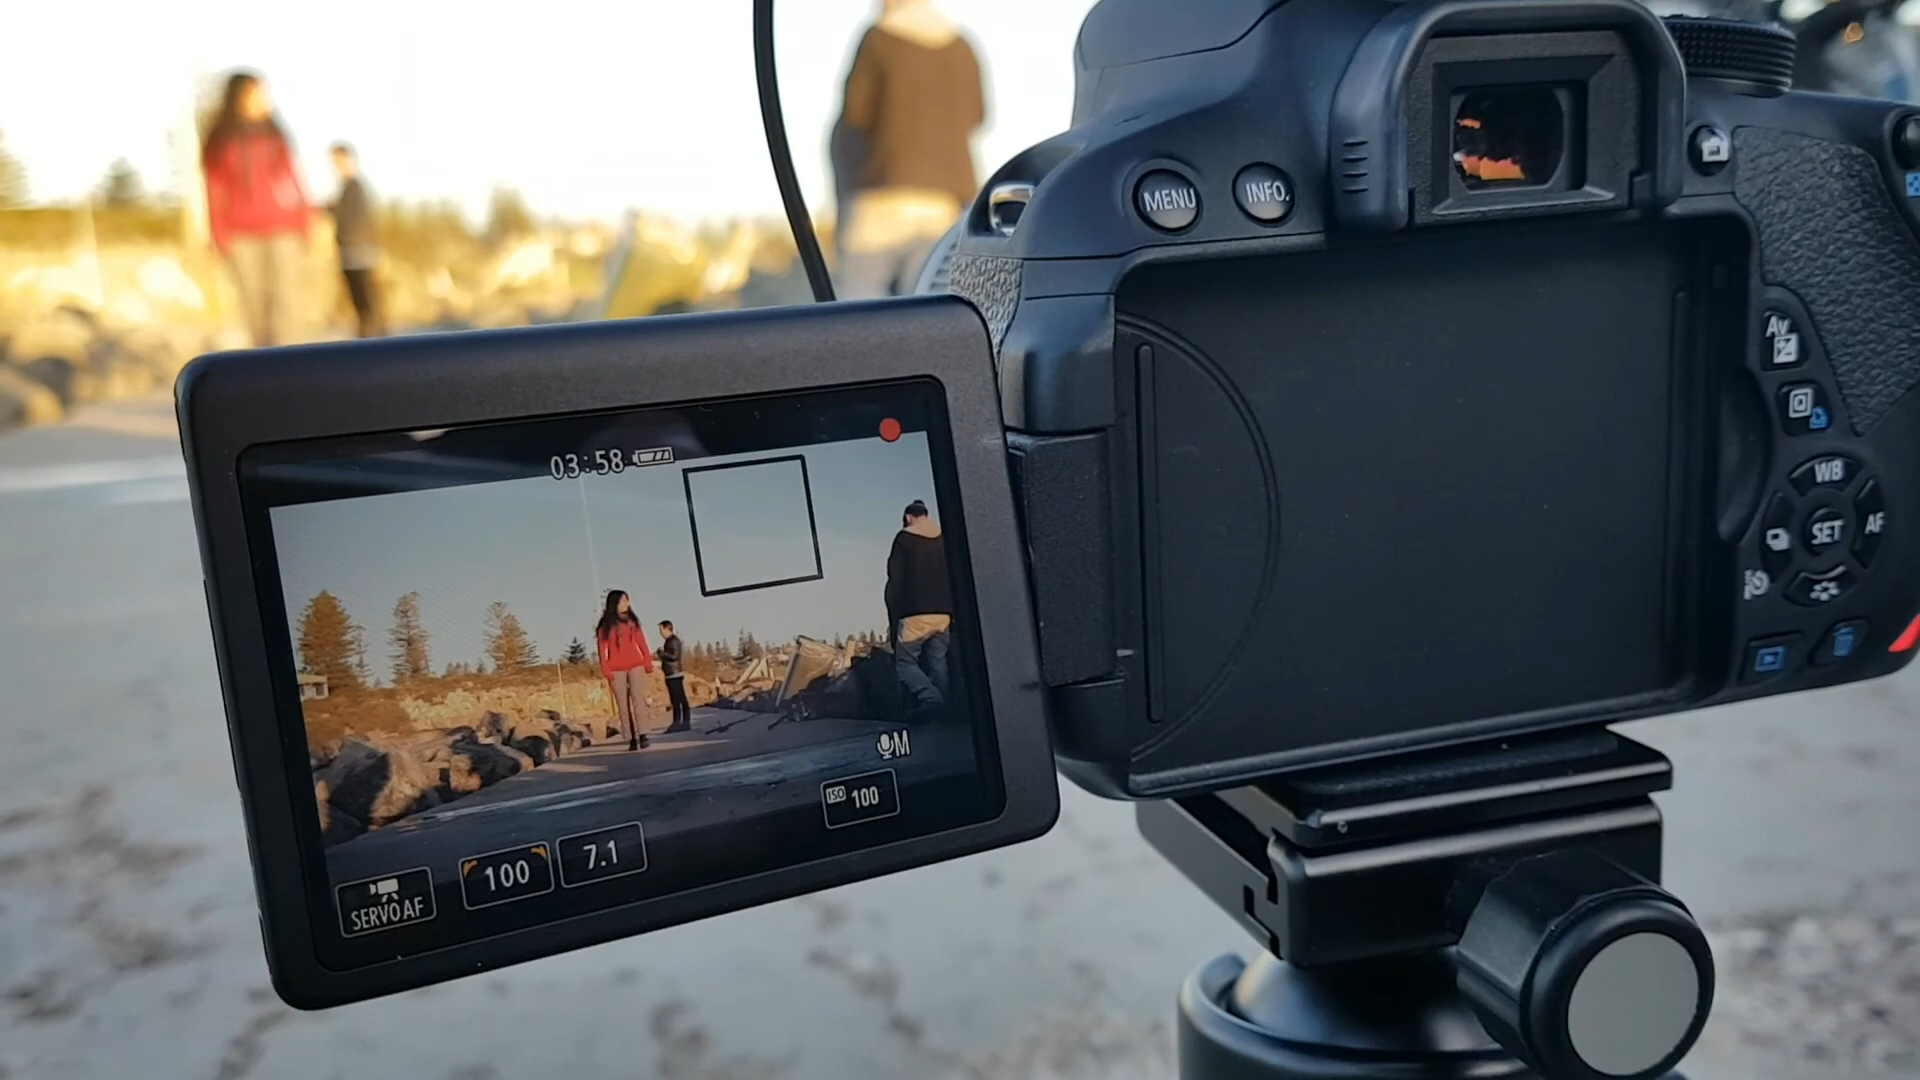 MENU
INFO.
Av
WB
SET
AF
03:58
M
ISO 100
100
7.1
SERVO AF